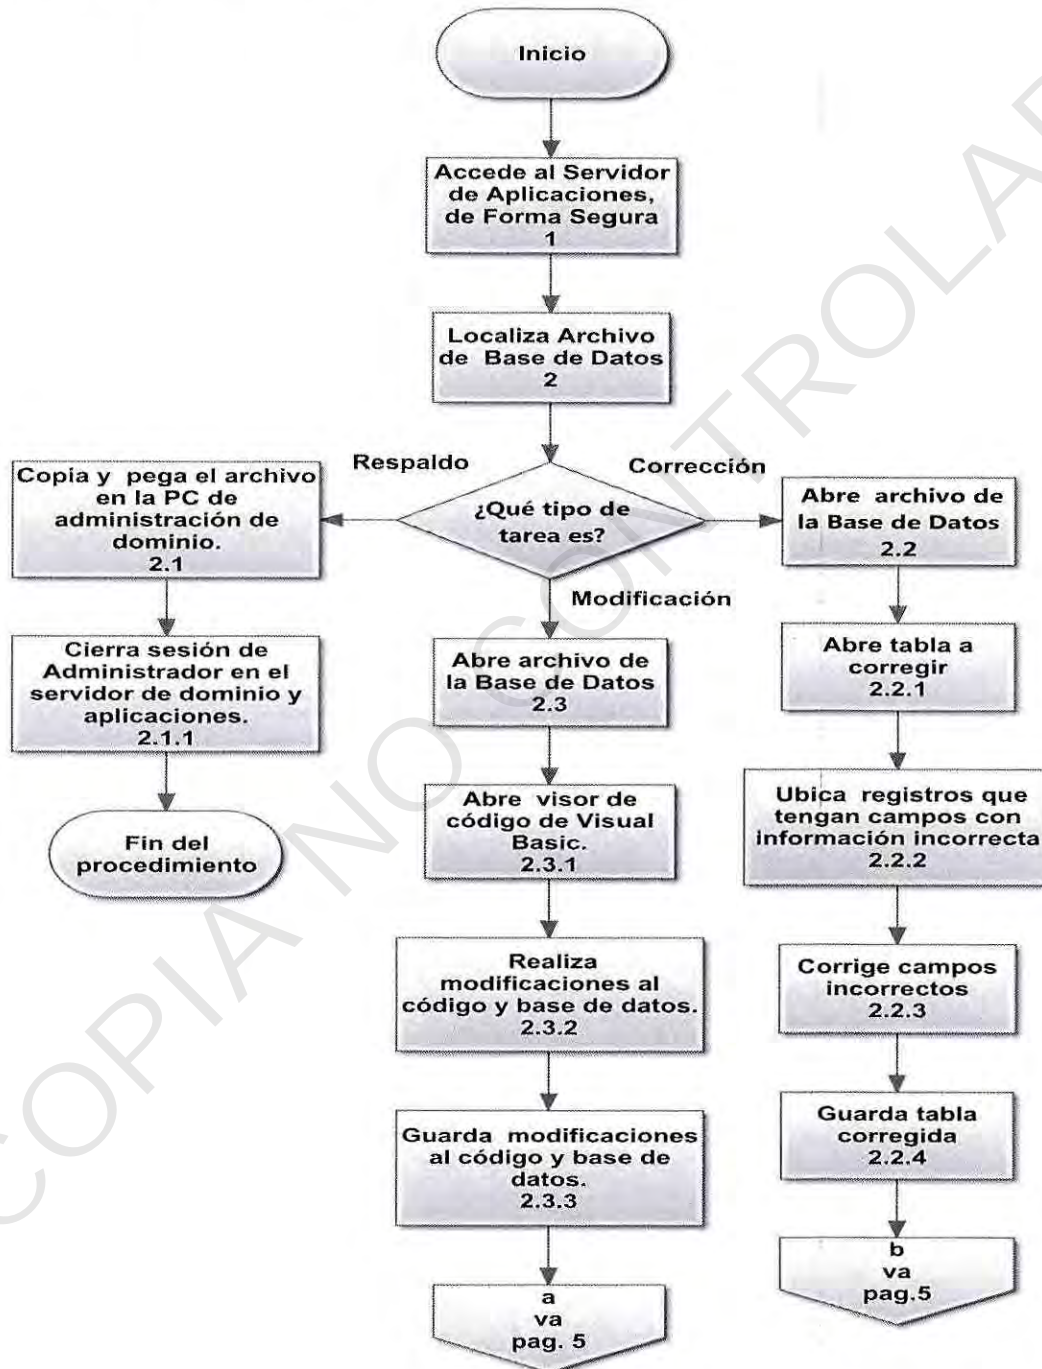 Inicio
Accede al Servidor
de Aplicaciones,
de Forma Segura
1
Localiza Archivo
de Base de Datos
2
¿Qué tipo de
tarea es?
Respaldo
Corrección
Modificación
Copia y pega el archivo
en la PC de
administración de
dominio.
2.1
Cierra sesión de
Administrador en el
servidor de dominio y
aplicaciones.
2.1.1
Fin del
procedimiento
Abre archivo de
la Base de Datos
2.3
Abre visor de
código de Visual
Basic.
2.3.1
Realiza
modificaciones al
código y base de datos.
2.3.2
Guarda modificaciones
al código y base de
datos.
2.3.3
a
va
pag. 5
Abre archivo de
la Base de Datos
2.2
Abre tabla a
corregir
2.2.1
Ubica registros que
tengan campos con
información incorrecta
2.2.2
Corrige campos
incorrectos
2.2.3
Guarda tabla
corregida
2.2.4
b
va
pag.5
COPIA NO CONTROLAD